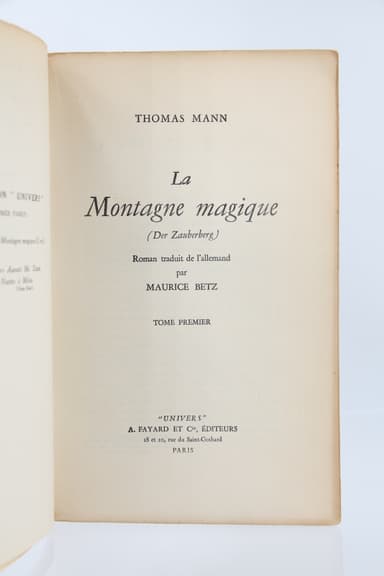 "UNIVERS"
THOMAS MANN
La
Montagne magique
(Der Zauberberg)
Roman traduit de l'allemand
par
MAURICE BETZ
TOME PREMIER
"UNIVERS"
A. FAYARD ET Cie, ÉDITEURS
18 et 20, rue du Saint-Gothard
PARIS